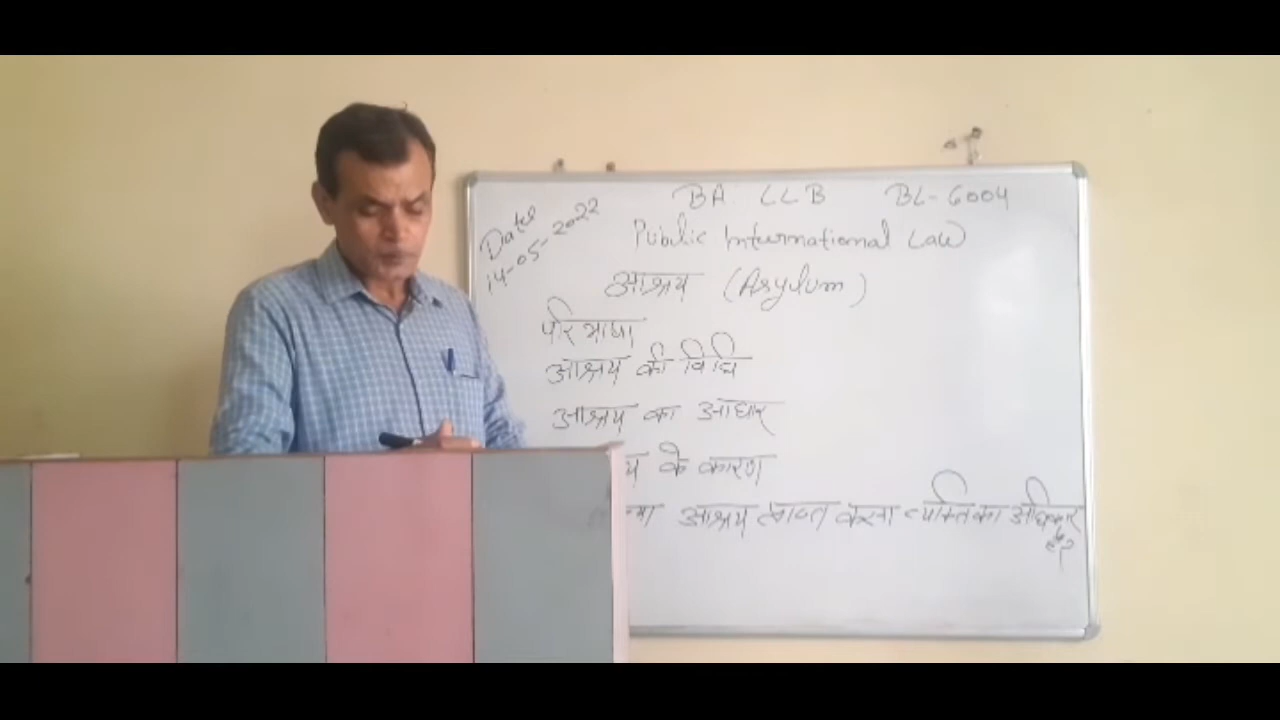 BA. LLB BL-6004
Date
14-05-2022
Public International Law
आश्रय (Asylum)
परिभाषा
आश्रय की विधि
आश्रय का आधार
य के कारण
आश्रय प्राप्त करना व्यक्ति का अधिकार
है?